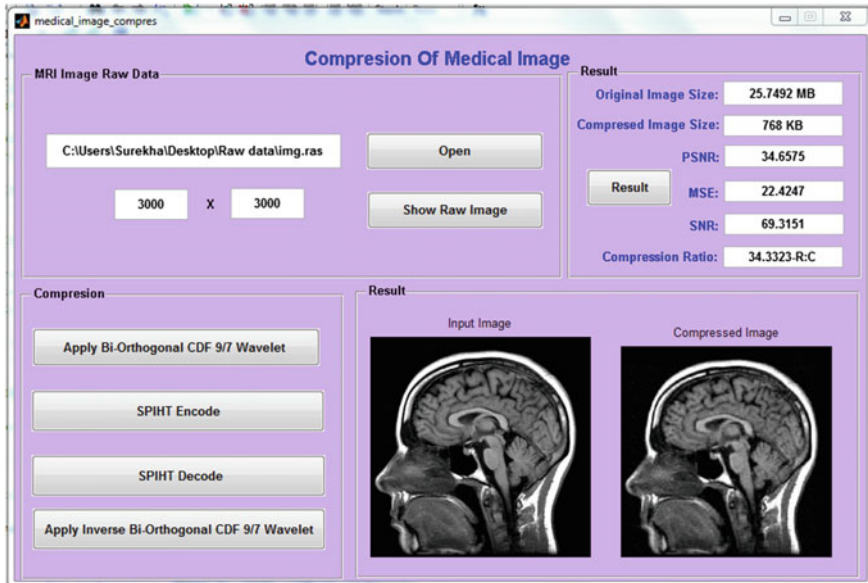 medical_image_compres
Compresion Of Medical Image
MRI Image Raw Data
C:\Users\Surekha\Desktop\Raw data\img.ras
Open
3000 X 3000
Show Raw Image
Result
Original Image Size: 25.7492 MB
Compresed Image Size: 768 KB
PSNR: 34.6575
Result
MSE: 22.4247
SNR: 69.3151
Compression Ratio: 34.3323-R:C
Compresion
Apply Bi-Orthogonal CDF 9/7 Wavelet
SPIHT Encode
SPIHT Decode
Apply Inverse Bi-Orthogonal CDF 9/7 Wavelet
Result
Input Image
Compressed Image